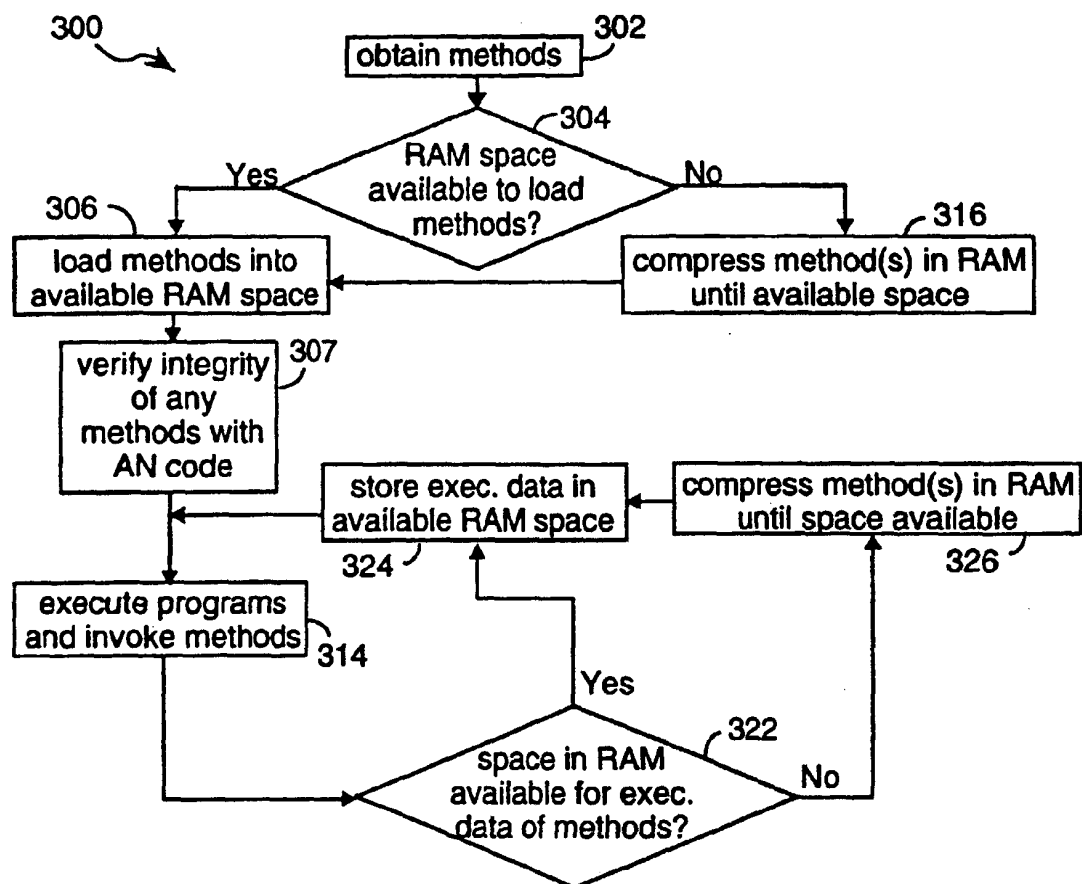 300
302
obtain methods
304
RAM space
available to load
methods?
Yes
No
306
load methods into
available RAM space
316
compress method(s) in RAM
until available space
307
verify integrity
of any
methods with
AN code
store exec. data in
available RAM space
324
compress method(s) in RAM
until space available
326
execute programs
and invoke methods
314
Yes
322
space in RAM
available for exec.
data of methods?
No